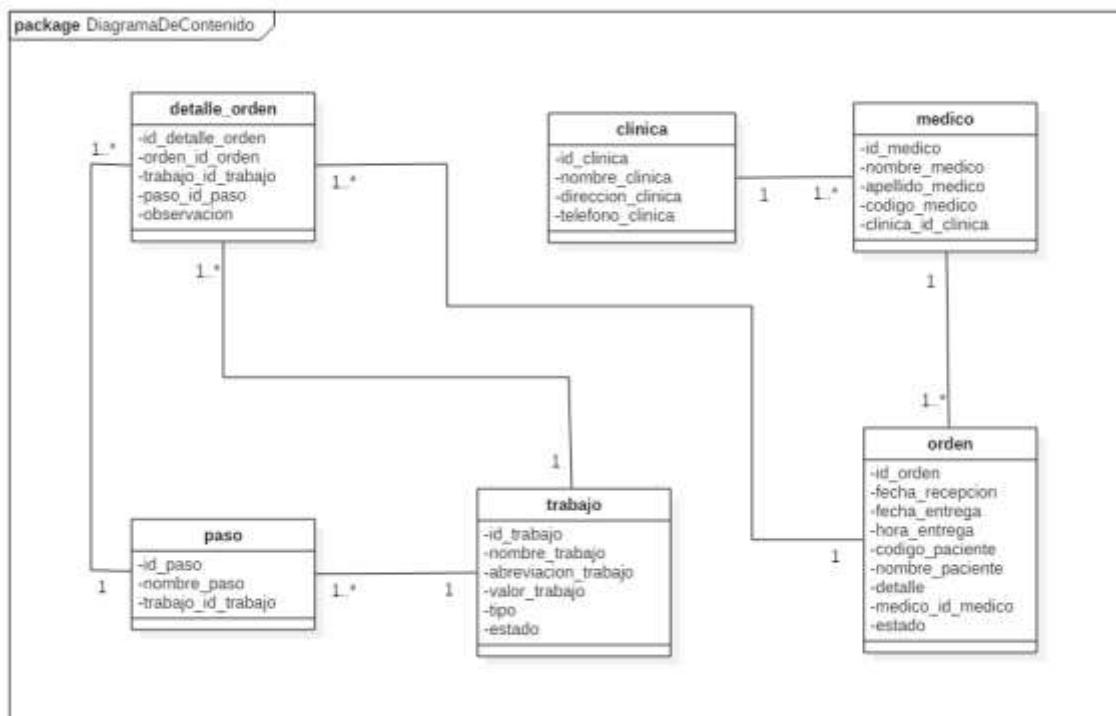 package DiagramaDeContenido
detalle_orden
-id_detalle_orden
-orden_id_orden
-trabajo_id_trabajo
-paso_id_paso
-observacion
1..*
1..*
1..*
clinica
-id_clinica
-nombre_clinica
-direccion_clinica
-telefono_clinica
1
1..*
medico
-id_medico
-nombre_medico
-apellido_medico
-codigo_medico
-clinica_id_clinica
1
1..*
orden
-id_orden
-fecha_recepcion
-fecha_entrega
-hora_entrega
-codigo_paciente
-nombre_paciente
-detalle
-medico_id_medico
-estado
1
1
trabajo
-id_trabajo
-nombre_trabajo
-abreviacion_trabajo
-valor_trabajo
-tipo
-estado
1
1..*
paso
-id_paso
-nombre_paso
-trabajo_id_trabajo
1